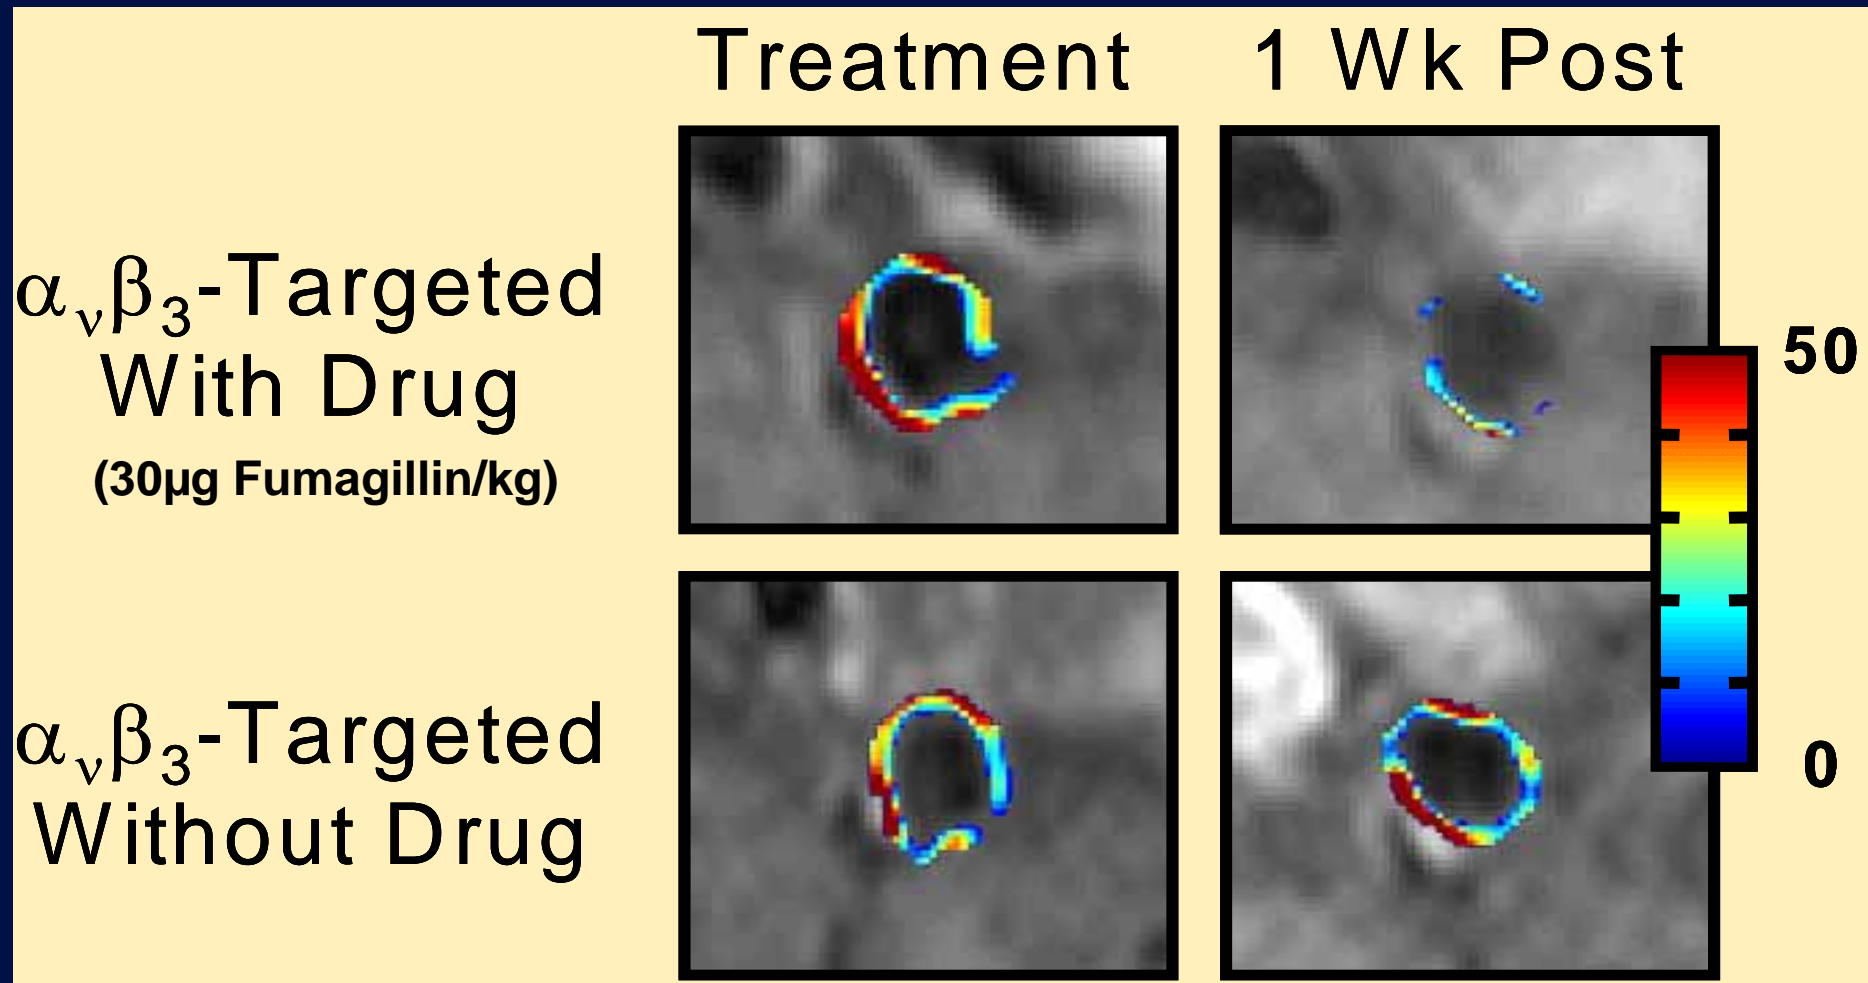 Treatment 1 Wk Post
αᵥβ₃-Targeted
With Drug
(30µg Fumagillin/kg)
50
0
αᵥβ₃-Targeted
Without Drug